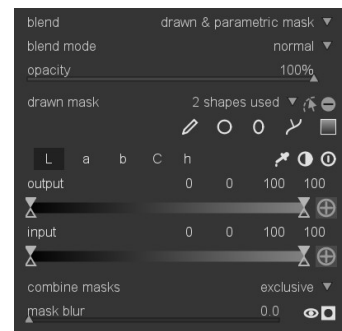 blend drawn & parametric mask
blend mode normal
opacity 100%
drawn mask 2 shapes used
L a b C h
output 0 0 100 100
input 0 0 100 100
combine masks exclusive
mask blur 0.0